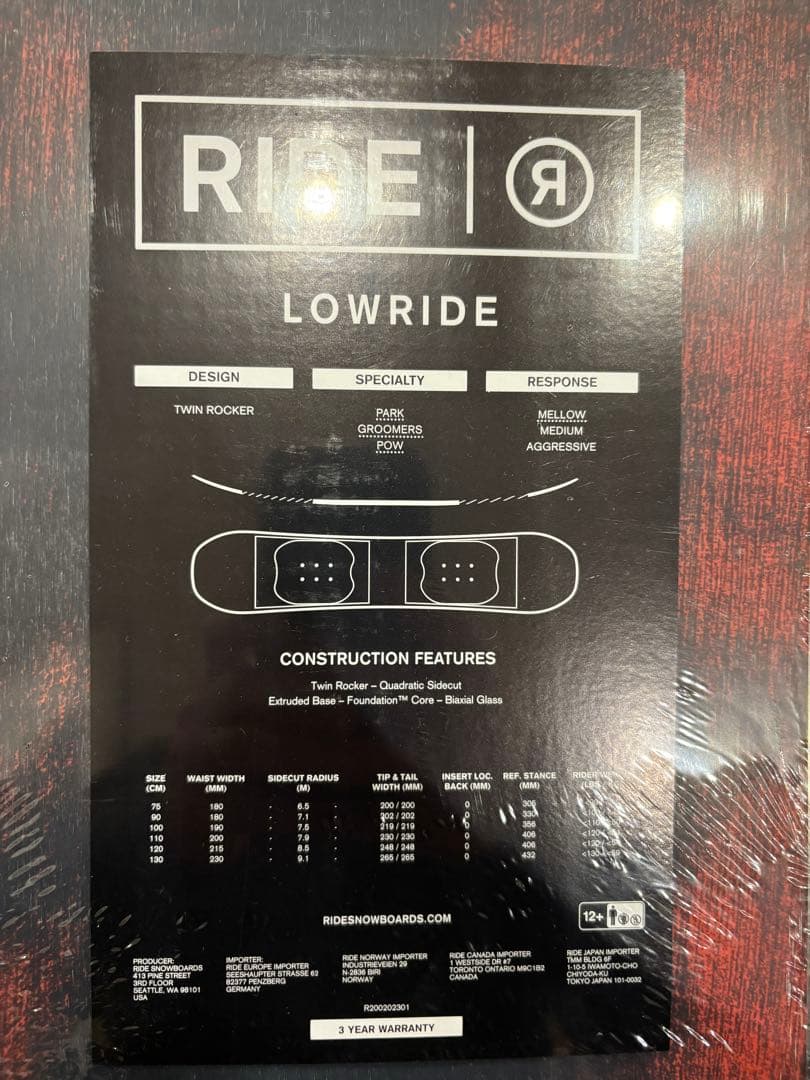 RIDE
R
LOWRIDE
DESIGN SPECIALTY RESPONSE
TWIN ROCKER
PARK
GROOMERS
POW
MELLOW
MEDIUM
AGGRESSIVE
CONSTRUCTION FEATURES
Twin Rocker – Quadratic Sidecut
Extruded Base – Foundation™ Core – Biaxial Glass
SIZE (CM) WAIST WIDTH (MM) SIDECUT RADIUS (M) TIP & TAIL WIDTH (MM) INSERT LOC. BACK (MM) REF. STANCE (MM) RIDER
75 180 - 6.5 - 200 / 200 0 305
90 180 - 7.1 - 202 / 202 0 330
100 190 - 7.5 - 219 / 219 0 356
110 200 - 7.9 - 230 / 230 0 406
120 215 - 8.5 - 248 / 248 0 406
130 230 - 9.1 - 265 / 265 0 432
RIDESNOWBOARDS.COM
12+
PRODUCER:
RIDE SNOWBOARDS
413 PINE STREET
3RD FLOOR
SEATTLE, WA 98101
USA
IMPORTER:
RIDE EUROPE IMPORTER
SEESHAUPTER STRASSE 62
82377 PENZBERG
GERMANY
RIDE NORWAY IMPORTER
INDUSTRIEVEIEN 29
N-2836 BIRI
NORWAY
RIDE CANADA IMPORTER
1 WESTSIDE DR #7
TORONTO ONTARIO M9C1B2
CANADA
RIDE JAPAN IMPORTER
TMM BLDG 6F
1-10-5 IWAMOTO-CHO
CHIYODA-KU
TOKYO JAPAN 101-0032
R200202301
3 YEAR WARRANTY